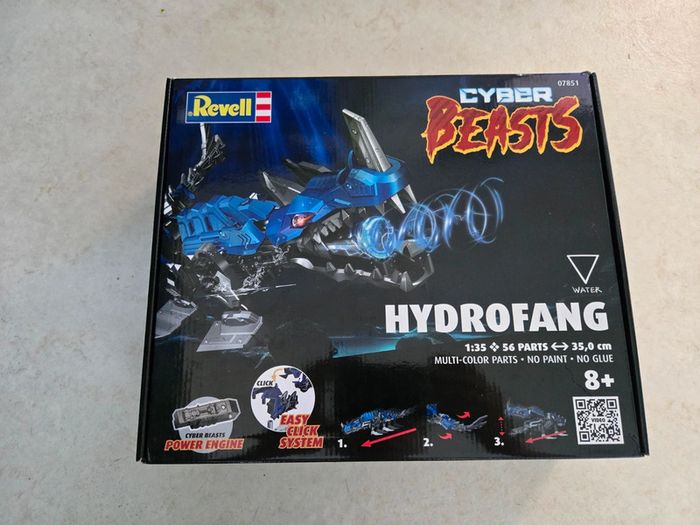 07851
Revell
CYBER
BEASTS
WATER
HYDROFANG
1:35 ❖ 56 PARTS ↔ 35,0 cm
MULTI-COLOR PARTS • NO PAINT • NO GLUE
8+
CLICK
EASY
CLICK
SYSTEM
CYBER BEASTS
POWER ENGINE
1.
2.
3.
VIDEO